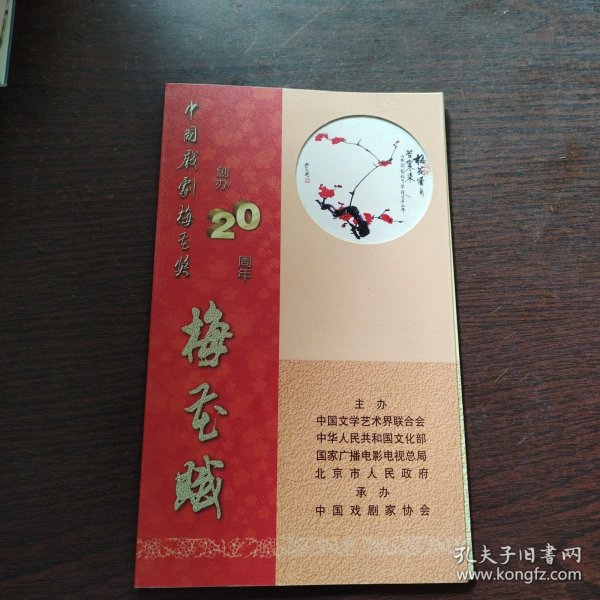 中国戏剧梅花奖
创办
20
周年
梅花赋
梅花香自
苦寒来
主办
中国文学艺术界联合会
中华人民共和国文化部
国家广播电影电视总局
北京市人民政府
承办
中国戏剧家协会
孔夫子旧书网
www.kongfz.com